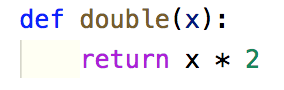 def double(x):
    return x * 2